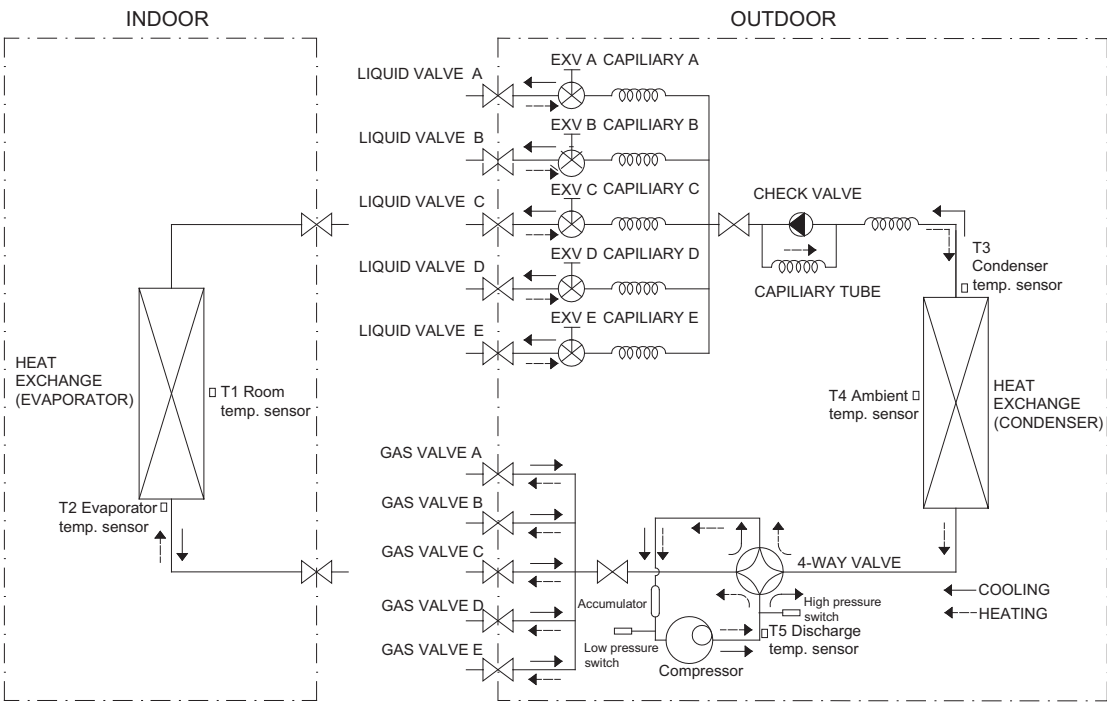 INDOOR
OUTDOOR
LIQUID VALVE A
EXV A CAPILIARY A
LIQUID VALVE B
EXV B CAPILIARY B
LIQUID VALVE C
EXV C CAPILIARY C
LIQUID VALVE D
EXV D CAPILIARY D
LIQUID VALVE E
EXV E CAPILIARY E
CHECK VALVE
CAPILIARY TUBE
T3
Condenser
temp. sensor
HEAT
EXCHANGE
(EVAPORATOR)
T1 Room
temp. sensor
T4 Ambient
temp. sensor
HEAT
EXCHANGE
(CONDENSER)
T2 Evaporator
temp. sensor
GAS VALVE A
GAS VALVE B
GAS VALVE C
GAS VALVE D
GAS VALVE E
4-WAY VALVE
Accumulator
High pressure
switch
Low pressure
switch
T5 Discharge
temp. sensor
Compressor
COOLING
HEATING